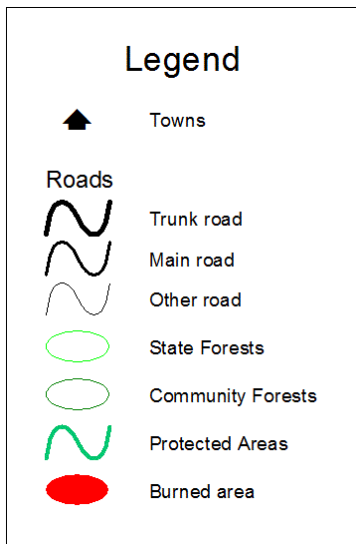 Legend
Towns
Roads
Trunk road
Main road
Other road
State Forests
Community Forests
Protected Areas
Burned area